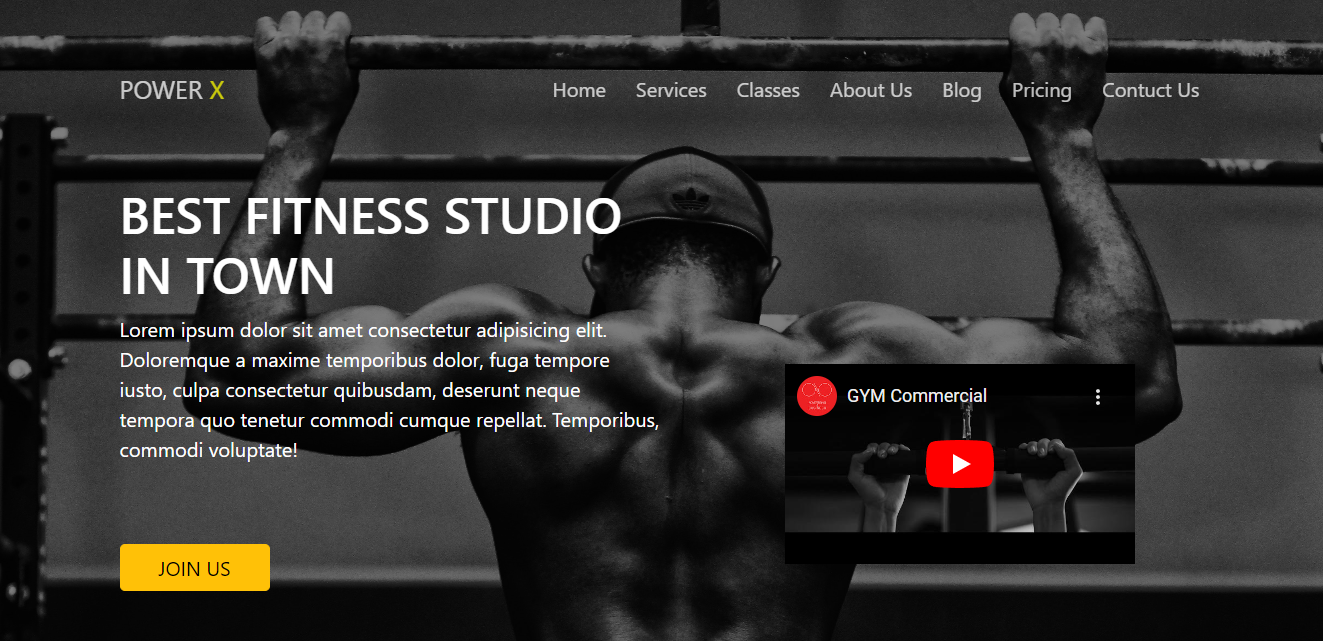 POWER X
Home Services Classes About Us Blog Pricing Contuct Us
BEST FITNESS STUDIO
IN TOWN
Lorem ipsum dolor sit amet consectetur adipisicing elit.
Doloremque a maxime temporibus dolor, fuga tempore
iusto, culpa consectetur quibusdam, deserunt neque
tempora quo tenetur commodi cumque repellat. Temporibus,
commodi voluptate!
GYM Commercial
JOIN US